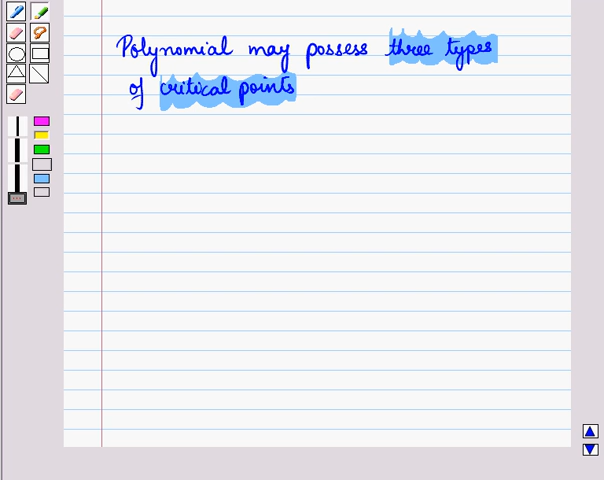 Polynomial may possess three types
of critical points